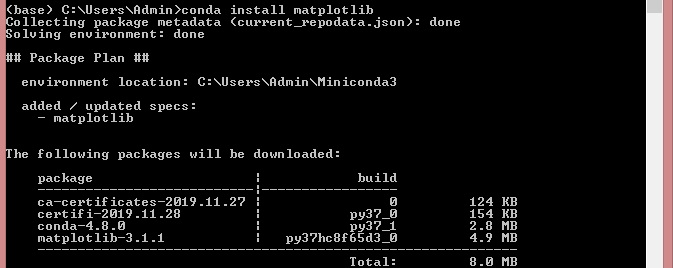 (base) C:\Users\Admin>conda install matplotlib
Collecting package metadata (current_repodata.json): done
Solving environment: done
## Package Plan ##
environment location: C:\Users\Admin\Miniconda3
added / updated specs:
- matplotlib
The following packages will be downloaded:
package | build
---------------------------|-----------------
ca-certificates-2019.11.27 | 0 124 KB
certifi-2019.11.28 | py37_0 154 KB
conda-4.8.0 | py37_1 2.8 MB
matplotlib-3.1.1 | py37hc8f65d3_0 4.9 MB
------------------------------------------------------------
Total: 8.0 MB